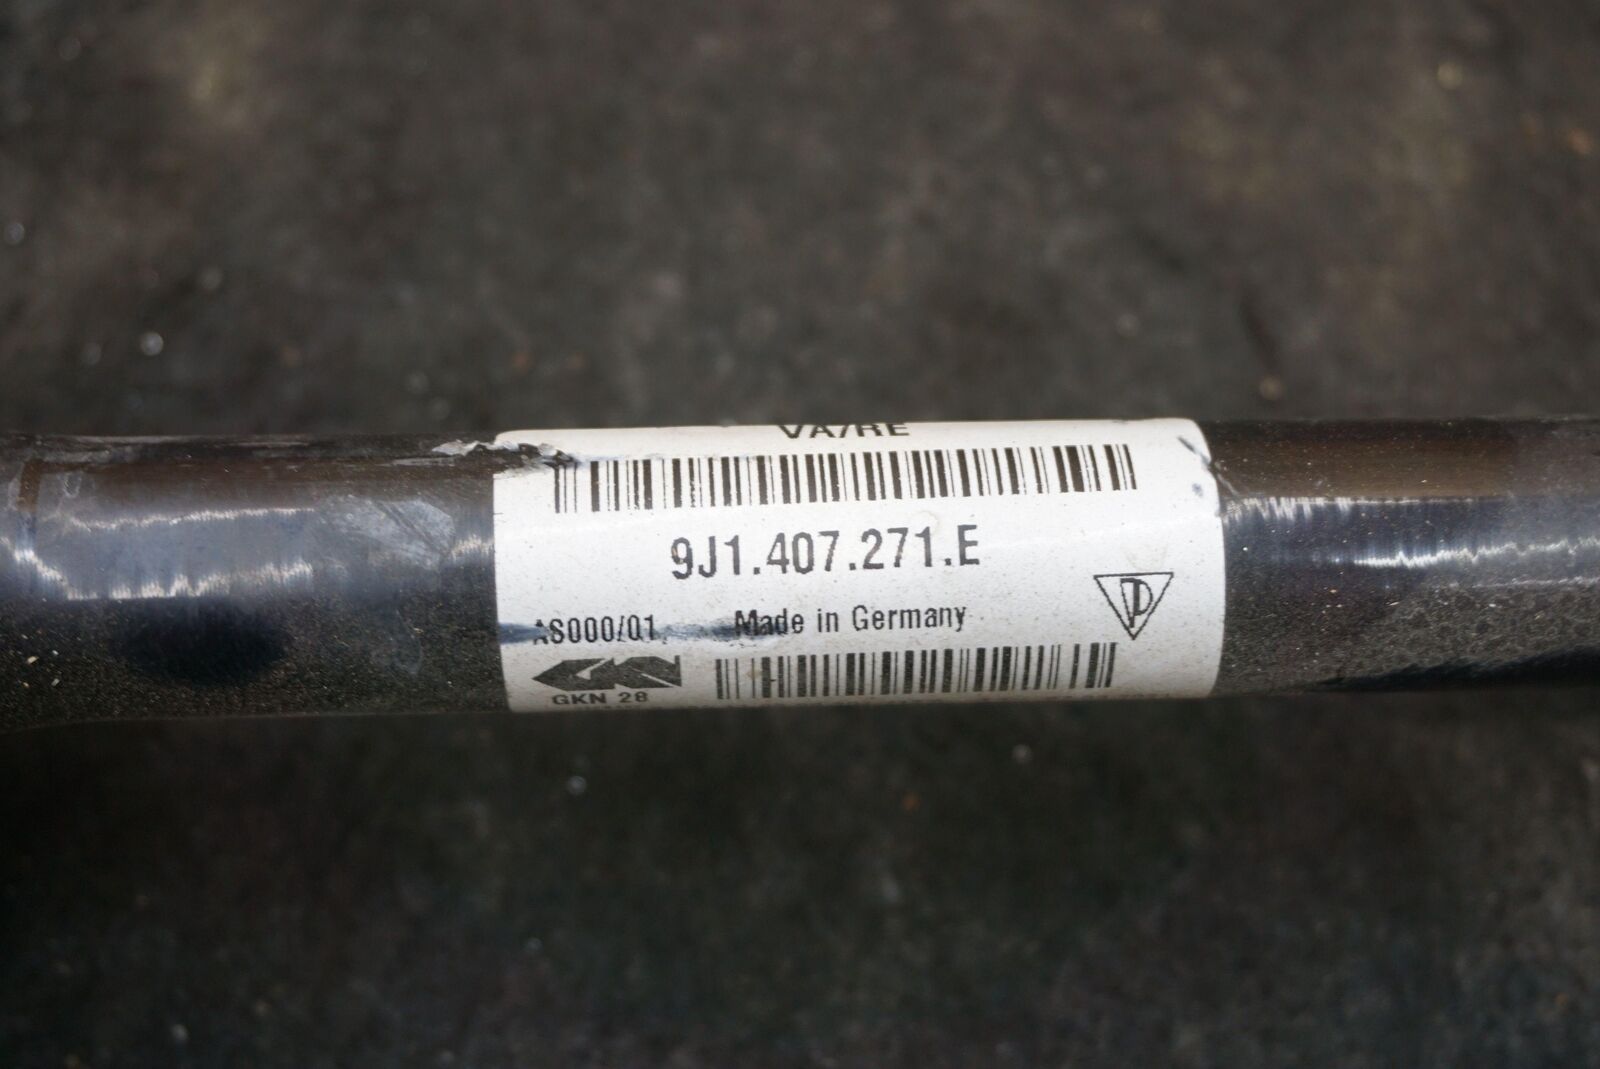 VA/RE
9J1.407.271.E
AS000/01
Made in Germany
GKN 28